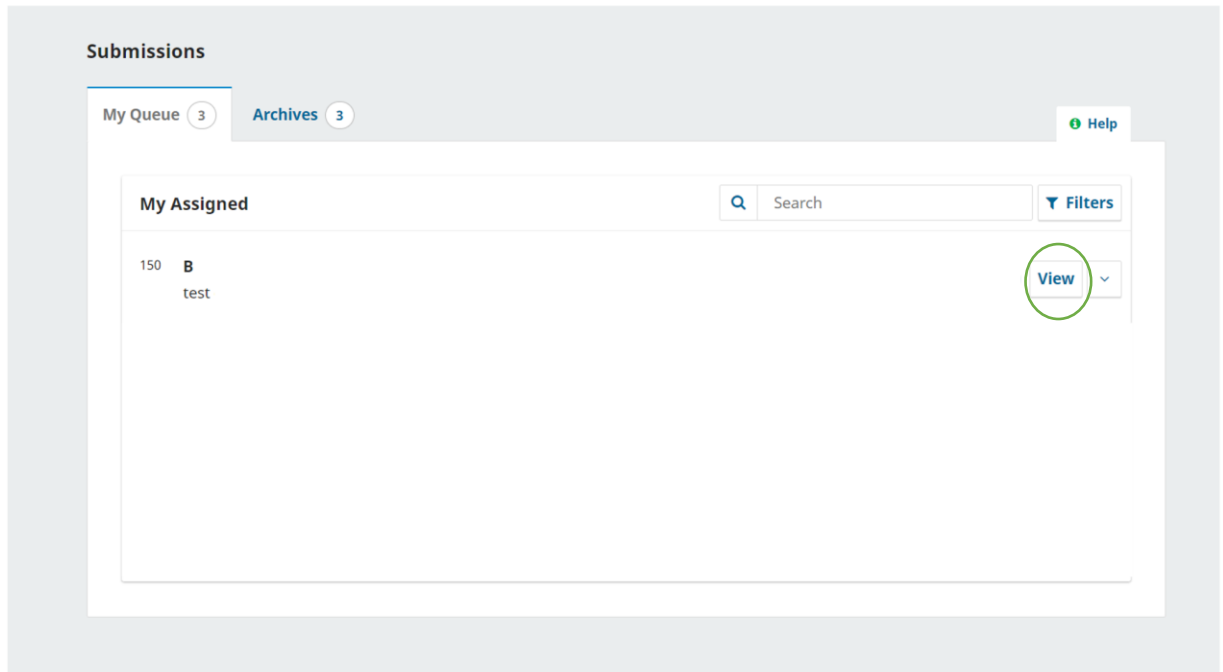 Submissions
My Queue 3 Archives 3
Help
My Assigned Search Filters
150 B View
test